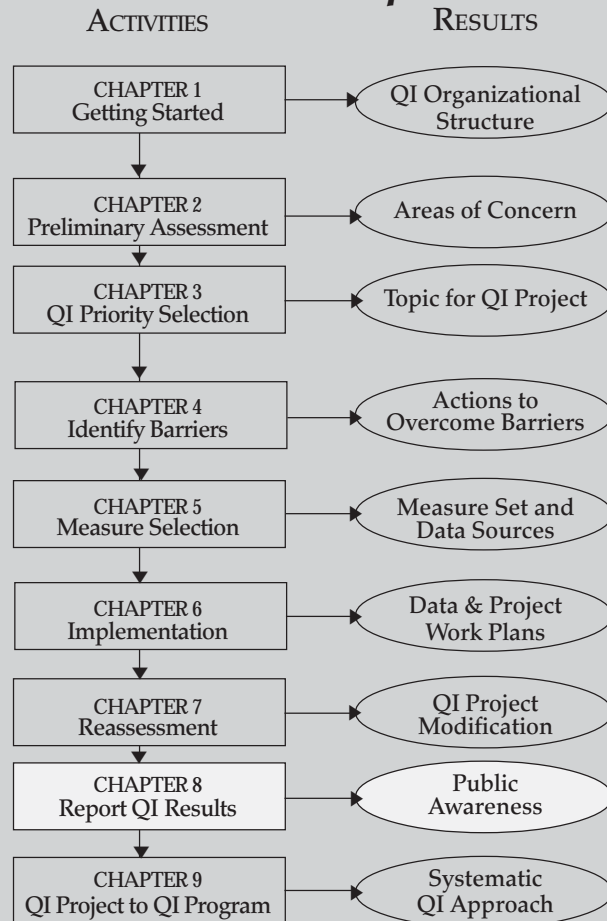 ACTIVITIES
RESULTS
CHAPTER 1
Getting Started
QI Organizational
Structure
CHAPTER 2
Preliminary Assessment
Areas of Concern
CHAPTER 3
QI Priority Selection
Topic for QI Project
CHAPTER 4
Identify Barriers
Actions to
Overcome Barriers
CHAPTER 5
Measure Selection
Measure Set and
Data Sources
CHAPTER 6
Implementation
Data & Project
Work Plans
CHAPTER 7
Reassessment
QI Project
Modification
CHAPTER 8
Report QI Results
Public
Awareness
CHAPTER 9
QI Project to QI Program
Systematic
QI Approach